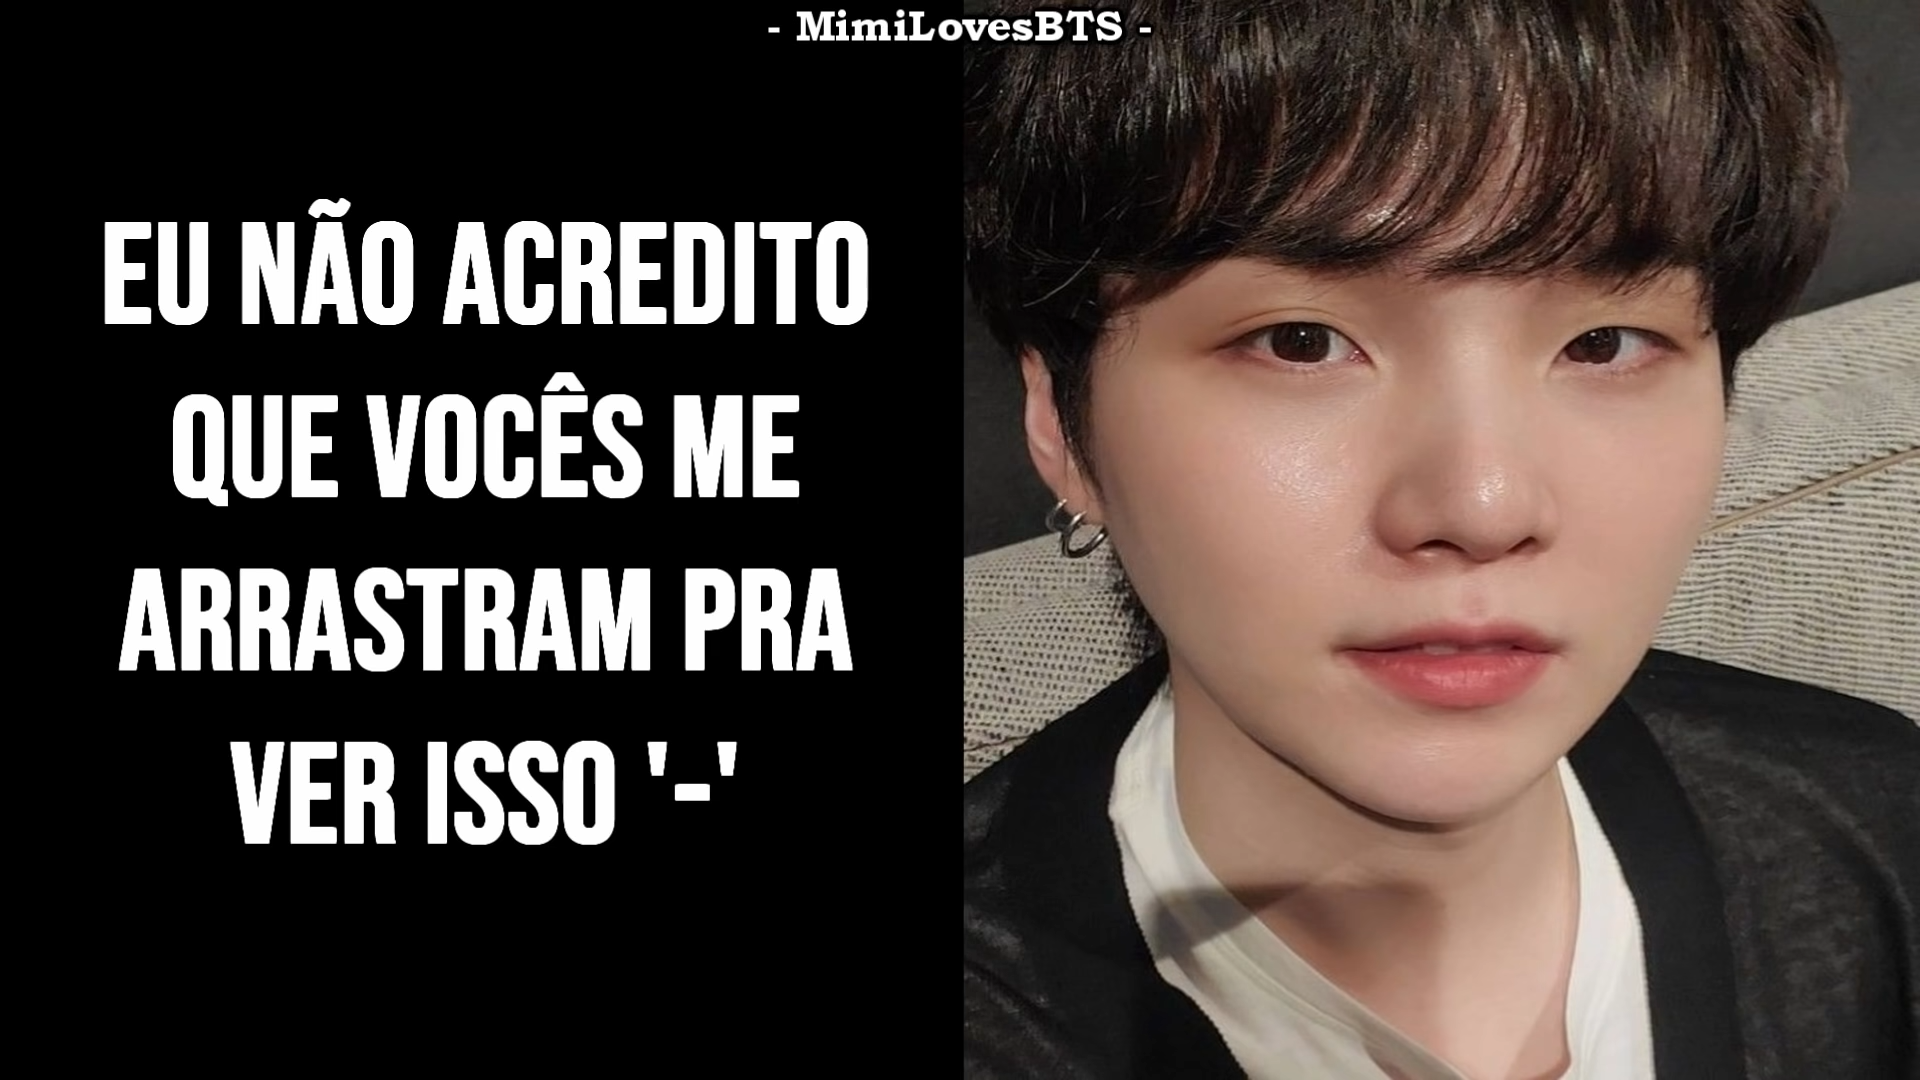 - MimiLovesBTS -
EU NÃO ACREDITO
QUE VOCÊS ME
ARRASTRAM PRA
VER ISSO '-'